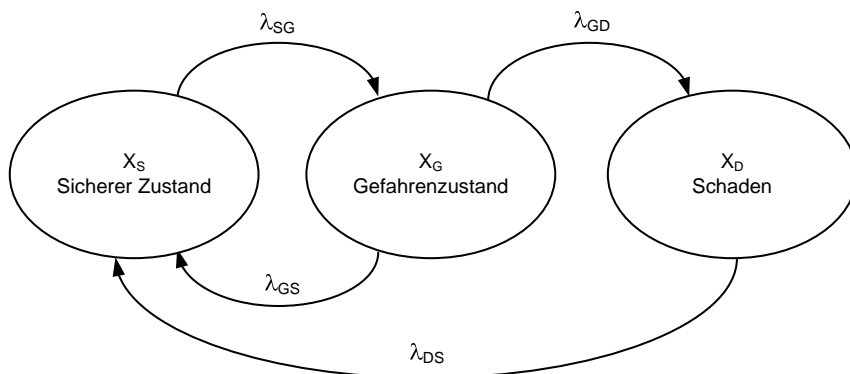 λSG
λGD
XS
Sicherer Zustand
XG
Gefahrenzustand
XD
Schaden
λGS
λDS